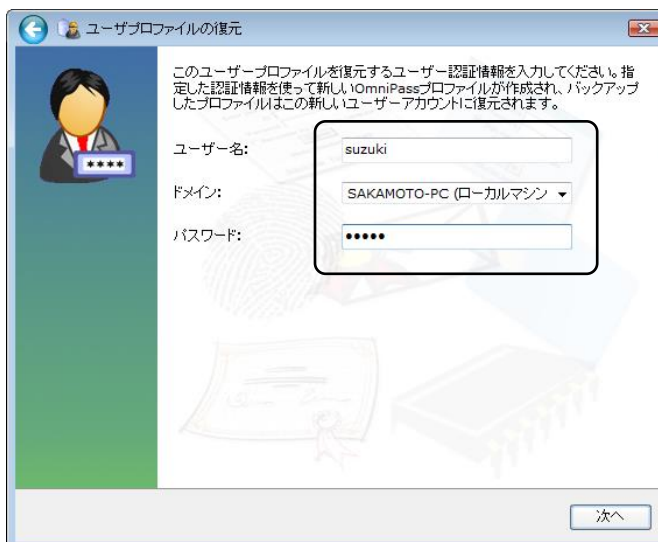 ユーザプロファイルの復元
このユーザープロファイルを復元するユーザー認証情報を入力してください。指
定した認証情報を使って新しいOmniPassプロファイルが作成され、バックアップ
したプロファイルはこの新しいユーザーアカウントに復元されます。
ユーザー名: suzuki
ドメイン: SAKAMOTO-PC (ローカルマシン
パスワード: •••••
****
次へ